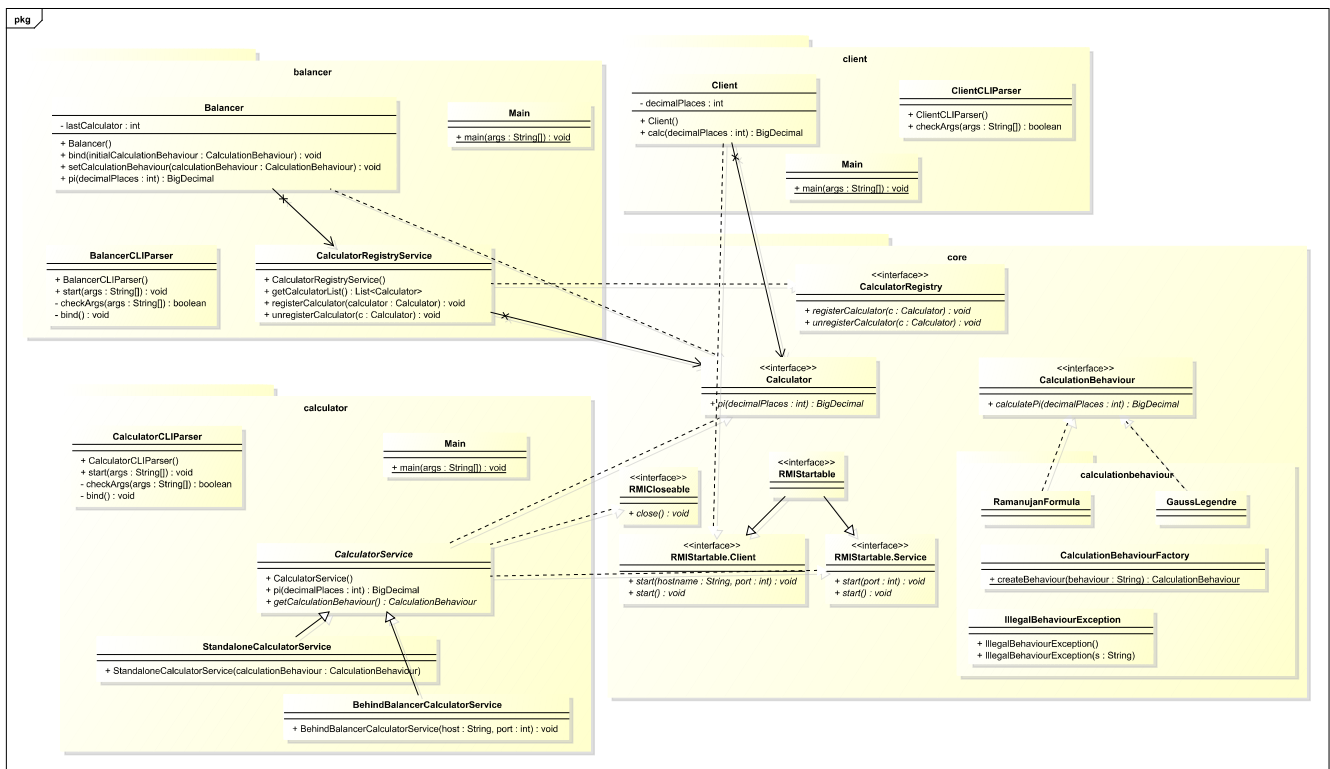 pkg
balancer
Balancer
- lastCalculator : int
+ Balancer()
+ bind(initialCalculationBehaviour : CalculationBehaviour) : void
+ setCalculationBehaviour(calculationBehaviour : CalculationBehaviour) : void
+ pi(decimalPlaces : int) : BigDecimal
Main
+ main(args : String[]) : void
BalancerCLIParser
+ BalancerCLIParser()
+ start(args : String[]) : void
- checkArgs(args : String[]) : boolean
- bind() : void
CalculatorRegistryService
+ CalculatorRegistryService()
+ getCalculatorList() : List<Calculator>
+ registerCalculator(calculator : Calculator) : void
+ unregisterCalculator(c : Calculator) : void
client
Client
- decimalPlaces : int
+ Client()
+ calc(decimalPlaces : int) : BigDecimal
ClientCLIParser
+ ClientCLIParser()
+ checkArgs(args : String[]) : boolean
Main
+ main(args : String[]) : void
core
<<interface>>
CalculatorRegistry
+ registerCalculator(c : Calculator) : void
+ unregisterCalculator(c : Calculator) : void
<<interface>>
Calculator
+ pi(decimalPlaces : int) : BigDecimal
<<interface>>
CalculationBehaviour
+ calculatePi(decimalPlaces : int) : BigDecimal
<<interface>>
RMICloseable
+ close() : void
<<interface>>
RMIStartable
<<interface>>
RMIStartable.Client
+ start(hostname : String, port : int) : void
+ start() : void
<<interface>>
RMIStartable.Service
+ start(port : int) : void
+ start() : void
calculationbehaviour
RamanujanFormula
GaussLegendre
CalculationBehaviourFactory
+ createBehaviour(behaviour : String) : CalculationBehaviour
IllegalBehaviourException
+ IllegalBehaviourException()
+ IllegalBehaviourException(s : String)
calculator
CalculatorCLIParser
+ CalculatorCLIParser()
+ start(args : String[]) : void
- checkArgs(args : String[]) : boolean
- bind() : void
Main
+ main(args : String[]) : void
CalculatorService
+ CalculatorService()
+ pi(decimalPlaces : int) : BigDecimal
+ getCalculationBehaviour() : CalculationBehaviour
StandaloneCalculatorService
+ StandaloneCalculatorService(calculationBehaviour : CalculationBehaviour)
BehindBalancerCalculatorService
+ BehindBalancerCalculatorService(host : String, port : int) : void